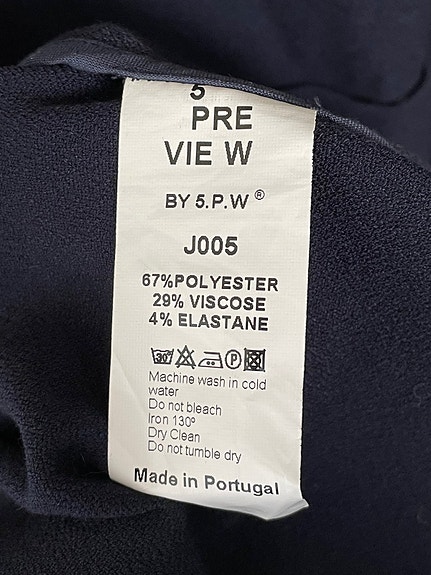 5
PRE
VIE W
BY 5.P.W ®
J005
67%POLYESTER
29% VISCOSE
4% ELASTANE
30° P
Machine wash in cold
water
Do not bleach
Iron 130º
Dry Clean
Do not tumble dry
Made in Portugal